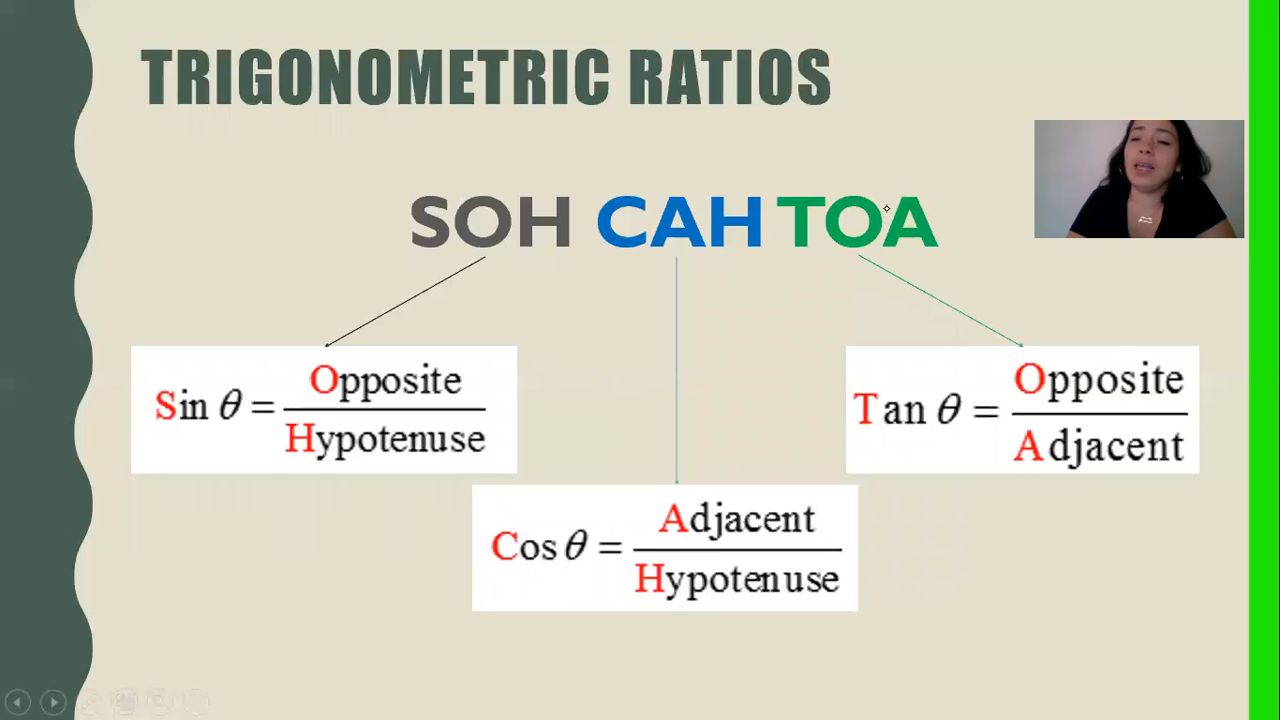 TRIGONOMETRIC RATIOS
SOH CAH TOA
Sin θ = Opposite / Hypotenuse
Tan θ = Opposite / Adjacent
Cos θ = Adjacent / Hypotenuse